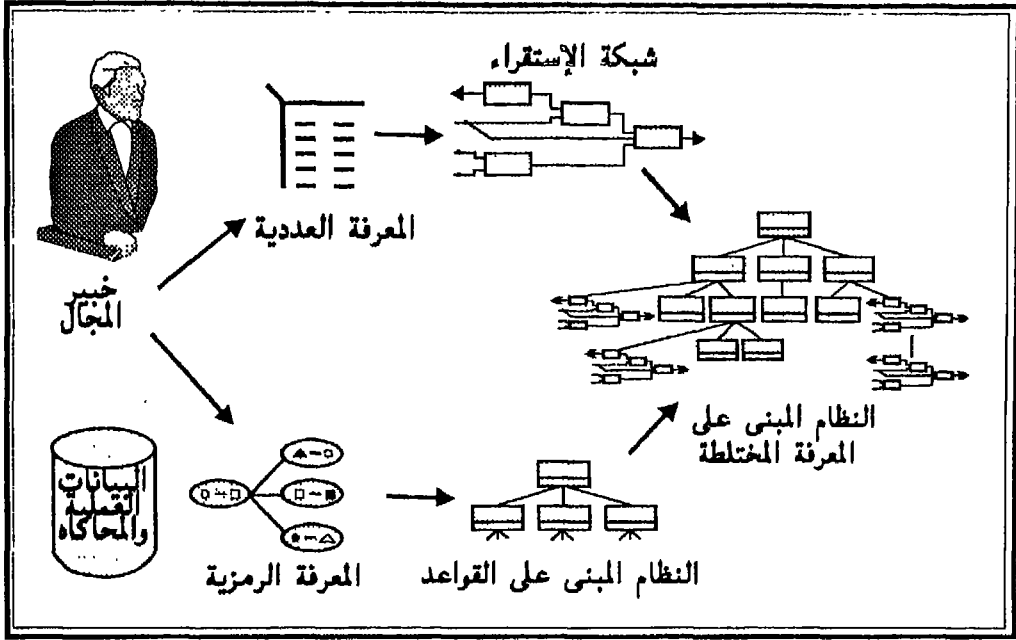 شبكة الإستقراء
المعرفة العددية
خبير
المجال
النظام المبنى على
المعرفة المختلطة
البيانات
الفعلية
والمحاكاه
المعرفة الرمزية
النظام المبنى على القواعد